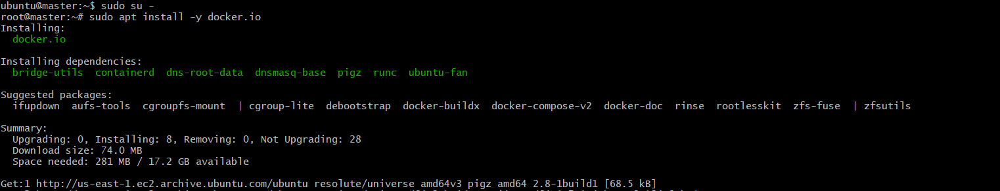 ubuntu@master:~$ sudo su -
root@master:~# sudo apt install -y docker.io
Installing:
  docker.io

Installing dependencies:
  bridge-utils  containerd  dns-root-data  dnsmasq-base  pigz  runc  ubuntu-fan

Suggested packages:
  ifupdown  aufs-tools  cgroupfs-mount  | cgroup-lite  debootstrap  docker-buildx  docker-compose-v2  docker-doc  rinse  rootlesskit  zfs-fuse  | zfsutils

Summary:
  Upgrading: 0, Installing: 8, Removing: 0, Not Upgrading: 28
  Download size: 74.0 MB
  Space needed: 281 MB / 17.2 GB available

Get:1 http://us-east-1.ec2.archive.ubuntu.com/ubuntu resolute/universe amd64v3 pigz amd64 2.8-1build1 [68.5 kB]